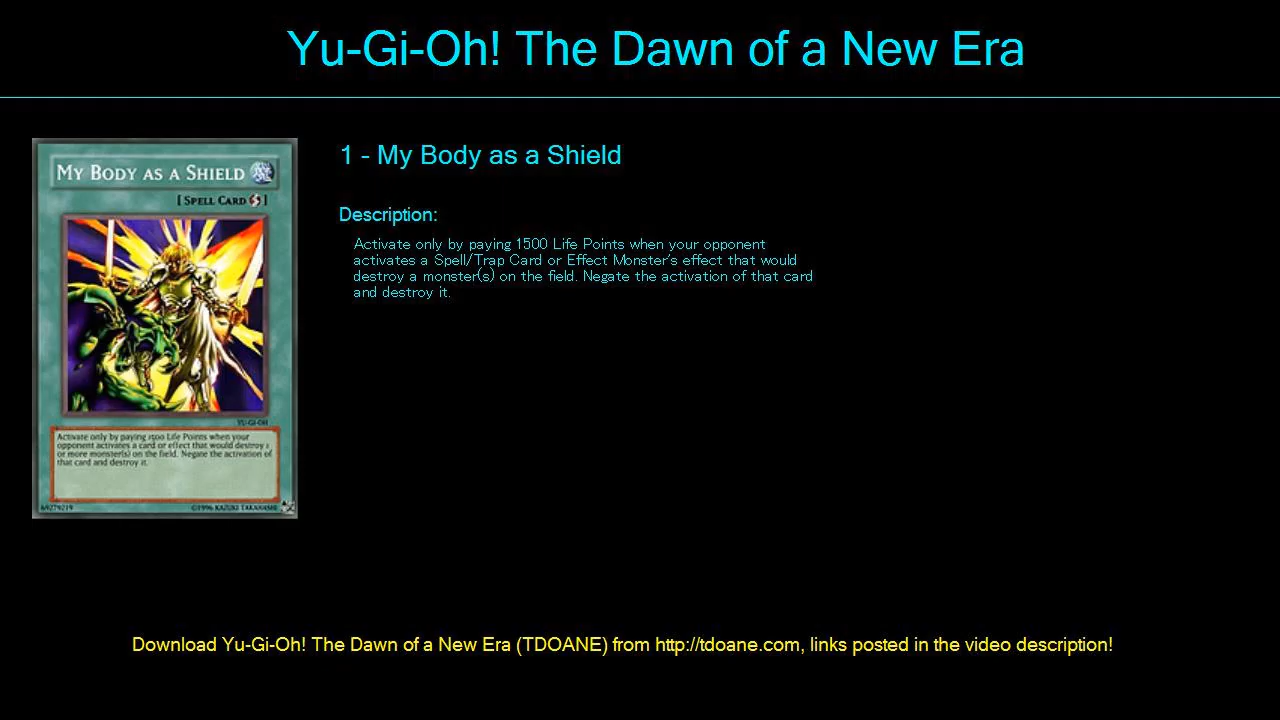 Yu-Gi-Oh! The Dawn of a New Era
1 - My Body as a Shield
Description:
Activate only by paying 1500 Life Points when your opponent
activates a Spell/Trap Card or Effect Monster's effect that would
destroy a monster(s) on the field. Negate the activation of that card
and destroy it.
MY BODY AS A SHIELD
[ SPELL CARD ]
YU-GI-OH
Activate only by paying 1500 Life Points when your
opponent activates a card or effect that would destroy 1
or more monster(s) on the field. Negate the activation of
that card and destroy it.
69279219
©1996 KAZUKI TAKAHASHI
Download Yu-Gi-Oh! The Dawn of a New Era (TDOANE) from http://tdoane.com, links posted in the video description!